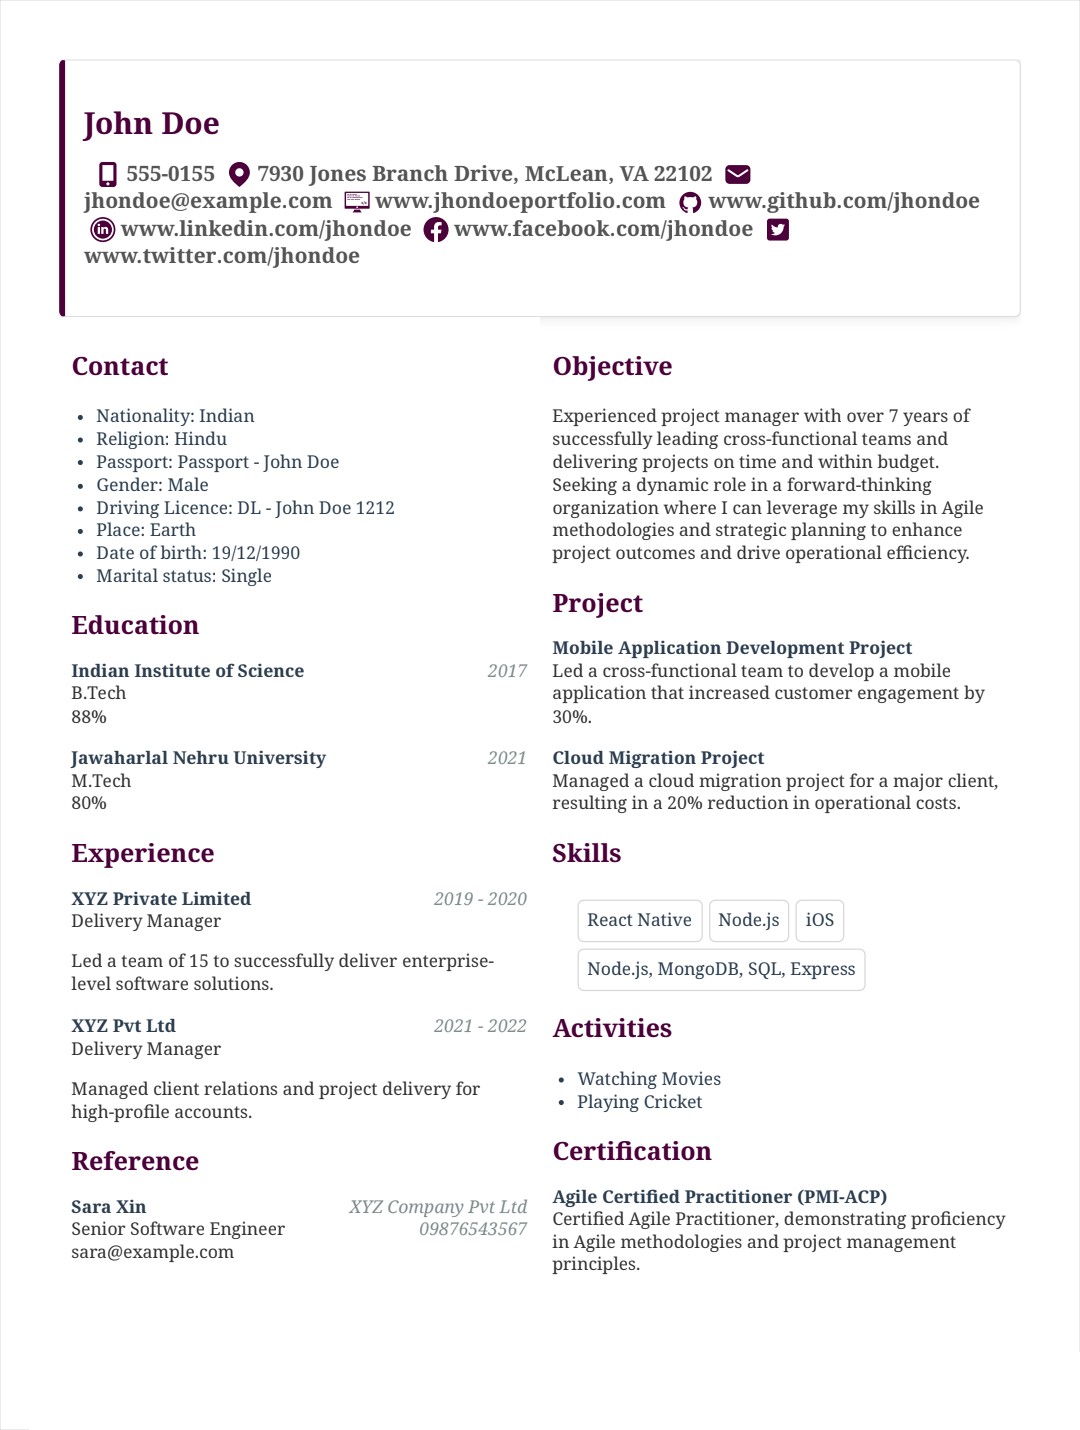 John Doe
555-0155 7930 Jones Branch Drive, McLean, VA 22102
jhondoe@example.com www.jhondoeportfolio.com www.github.com/jhondoe
www.linkedin.com/jhondoe www.facebook.com/jhondoe
www.twitter.com/jhondoe
Contact
• Nationality: Indian
• Religion: Hindu
• Passport: Passport - John Doe
• Gender: Male
• Driving Licence: DL - John Doe 1212
• Place: Earth
• Date of birth: 19/12/1990
• Marital status: Single
Education
Indian Institute of Science 2017
B.Tech
88%
Jawaharlal Nehru University 2021
M.Tech
80%
Experience
XYZ Private Limited 2019 - 2020
Delivery Manager
Led a team of 15 to successfully deliver enterprise-
level software solutions.
XYZ Pvt Ltd 2021 - 2022
Delivery Manager
Managed client relations and project delivery for
high-profile accounts.
Reference
Sara Xin XYZ Company Pvt Ltd
Senior Software Engineer 09876543567
sara@example.com
Objective
Experienced project manager with over 7 years of
successfully leading cross-functional teams and
delivering projects on time and within budget.
Seeking a dynamic role in a forward-thinking
organization where I can leverage my skills in Agile
methodologies and strategic planning to enhance
project outcomes and drive operational efficiency.
Project
Mobile Application Development Project
Led a cross-functional team to develop a mobile
application that increased customer engagement by
30%.
Cloud Migration Project
Managed a cloud migration project for a major client,
resulting in a 20% reduction in operational costs.
Skills
React Native Node.js iOS
Node.js, MongoDB, SQL, Express
Activities
• Watching Movies
• Playing Cricket
Certification
Agile Certified Practitioner (PMI-ACP)
Certified Agile Practitioner, demonstrating proficiency
in Agile methodologies and project management
principles.